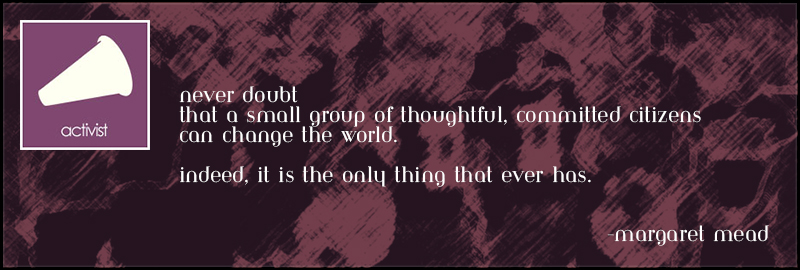 activist
never doubt
that a small group of thoughtful, committed citizens
can change the world.
indeed, it is the only thing that ever has.
-margaret mead